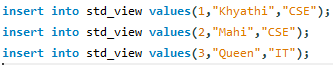 insert into std_view values(1,"Khyathi","CSE");
insert into std_view values(2,"Mahi","CSE");
insert into std_view values(3,"Queen","IT");